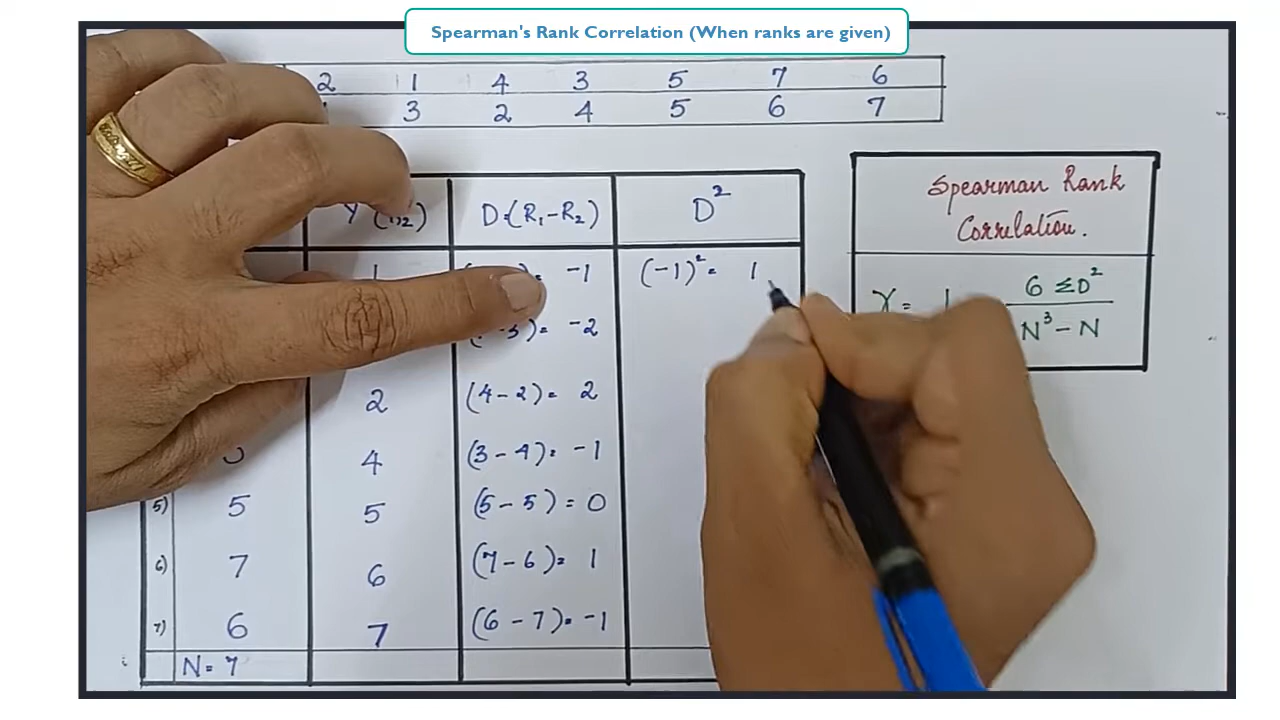 Spearman's Rank Correlation (When ranks are given)
2 1 4 3 5 7 6
3 2 4 5 6 7
Y D=(R₁-R₂) D²
1 = -1 (-1)² = 1
= -2
2 (4-2) = 2
4 (3-4) = -1
5) 5 5 (5-5) = 0
6) 7 6 (7-6) = 1
7) 6 7 (6-7) = -1
N = 7
Spearman Rank
Correlation.
γ = 1 6 ΣD²
N³ - N